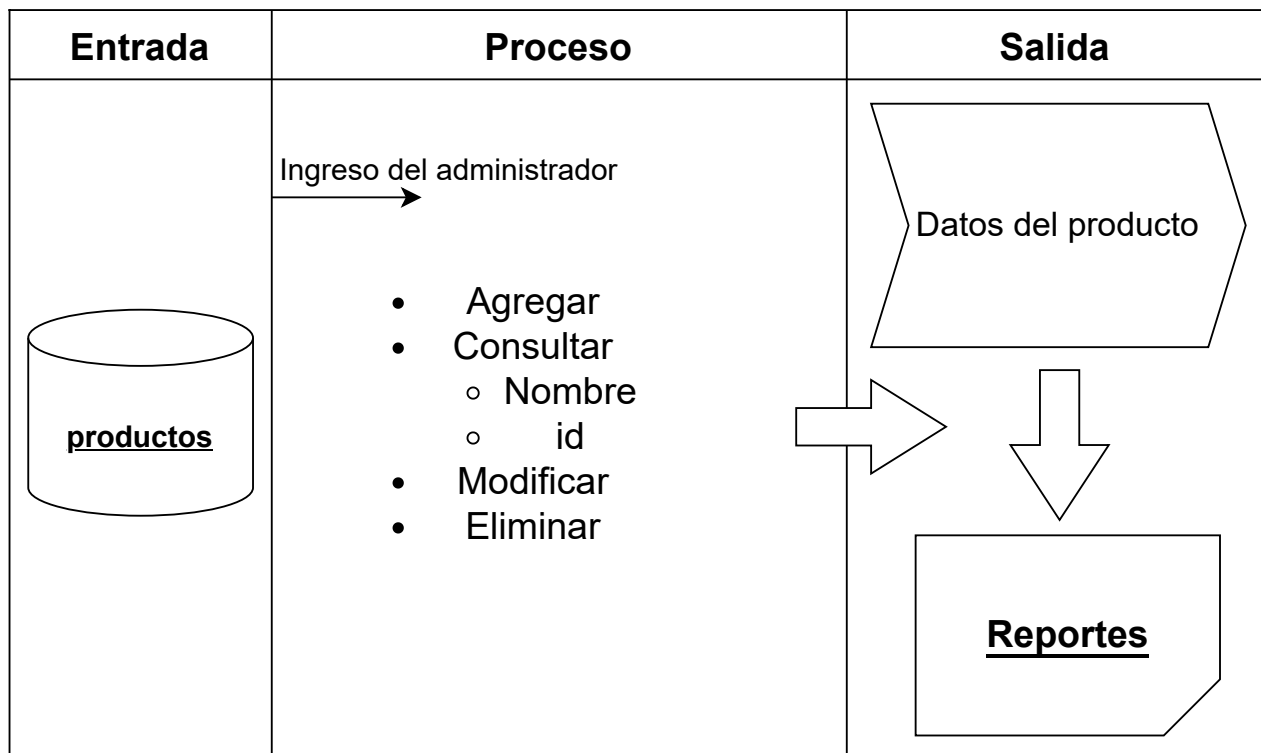 Entrada
Proceso
Salida
Ingreso del administrador
productos
Agregar
Consultar
Nombre
id
Modificar
Eliminar
Datos del producto
Reportes